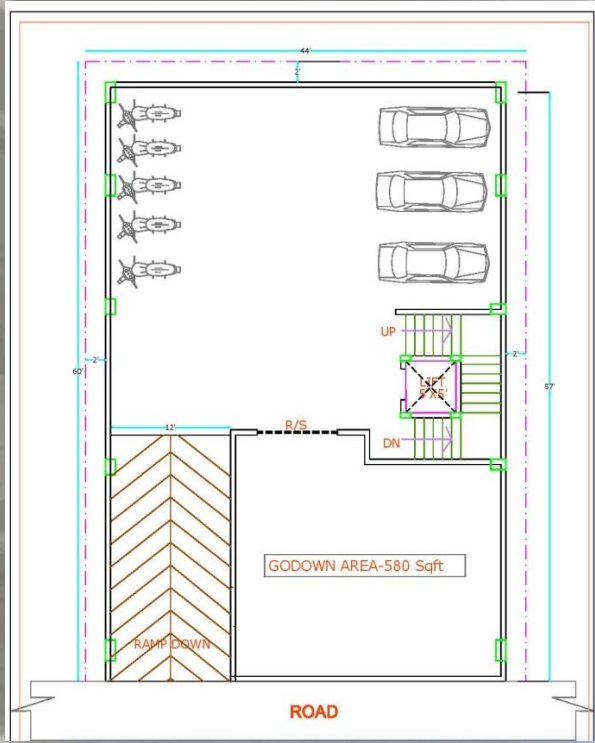 44'
2'
UP
60'
2'
LIFT
5'X5'
2'
57'
12'
R/S
DN
GODOWN AREA-580 Sqft
RAMP DOWN
ROAD